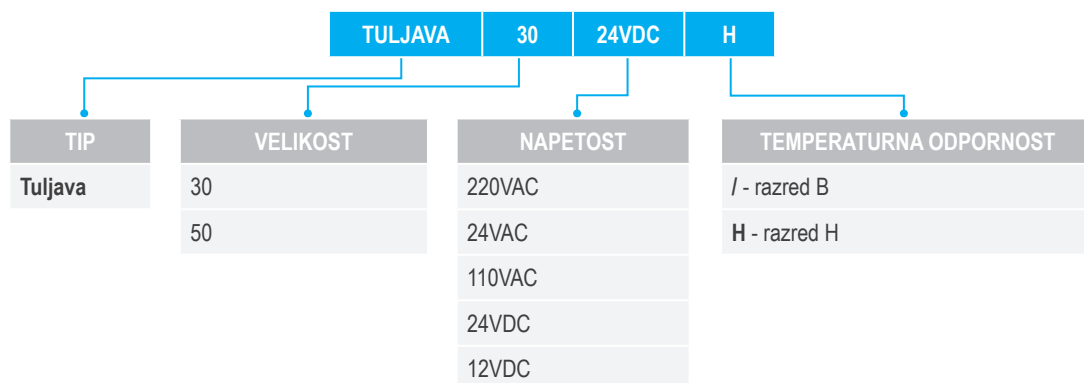 TULJAVA 30 24VDC H
TIP VELIKOST NAPETOST TEMPERATURNA ODPORNOST
Tuljava 30 220VAC / - razred B
50 24VAC H - razred H
110VAC
24VDC
12VDC